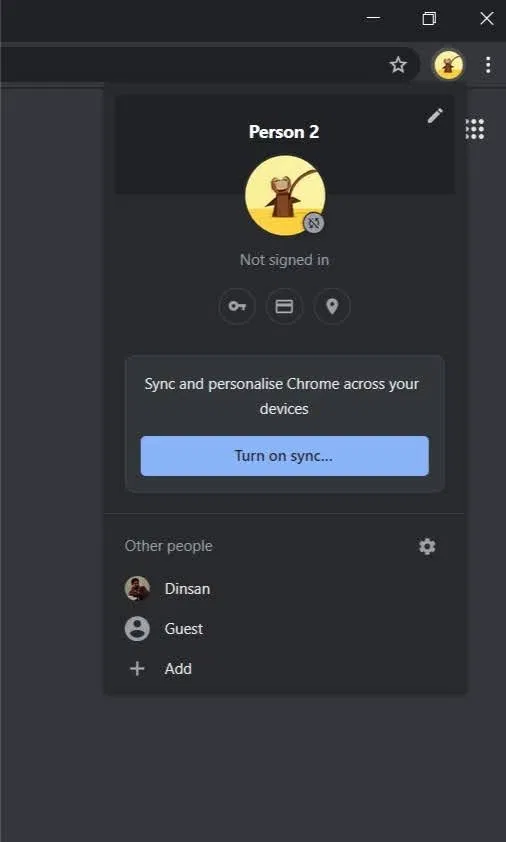 Person 2
Not signed in
Sync and personalise Chrome across your
devices
Turn on sync...
Other people
Dinsan
Guest
Add